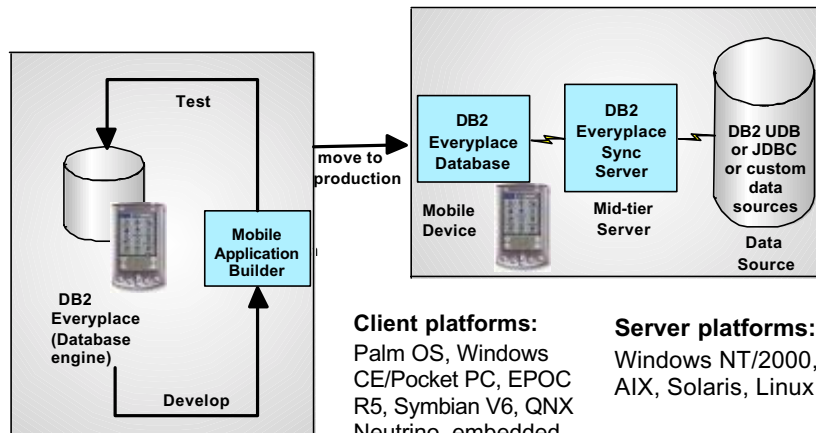 Test
DB2
Everyplace
(Database
engine)
Mobile
Application
Builder
Develop
move to
production
DB2
Everyplace
Database
Mobile
Device
DB2
Everyplace
Sync
Server
Mid-tier
Server
DB2 UDB
or JDBC
or custom
data
sources
Data
Source
Client platforms:
Palm OS, Windows
CE/Pocket PC, EPOC
R5, Symbian V6, QNX
Neutrino, embedded
Server platforms:
Windows NT/2000,
AIX, Solaris, Linux